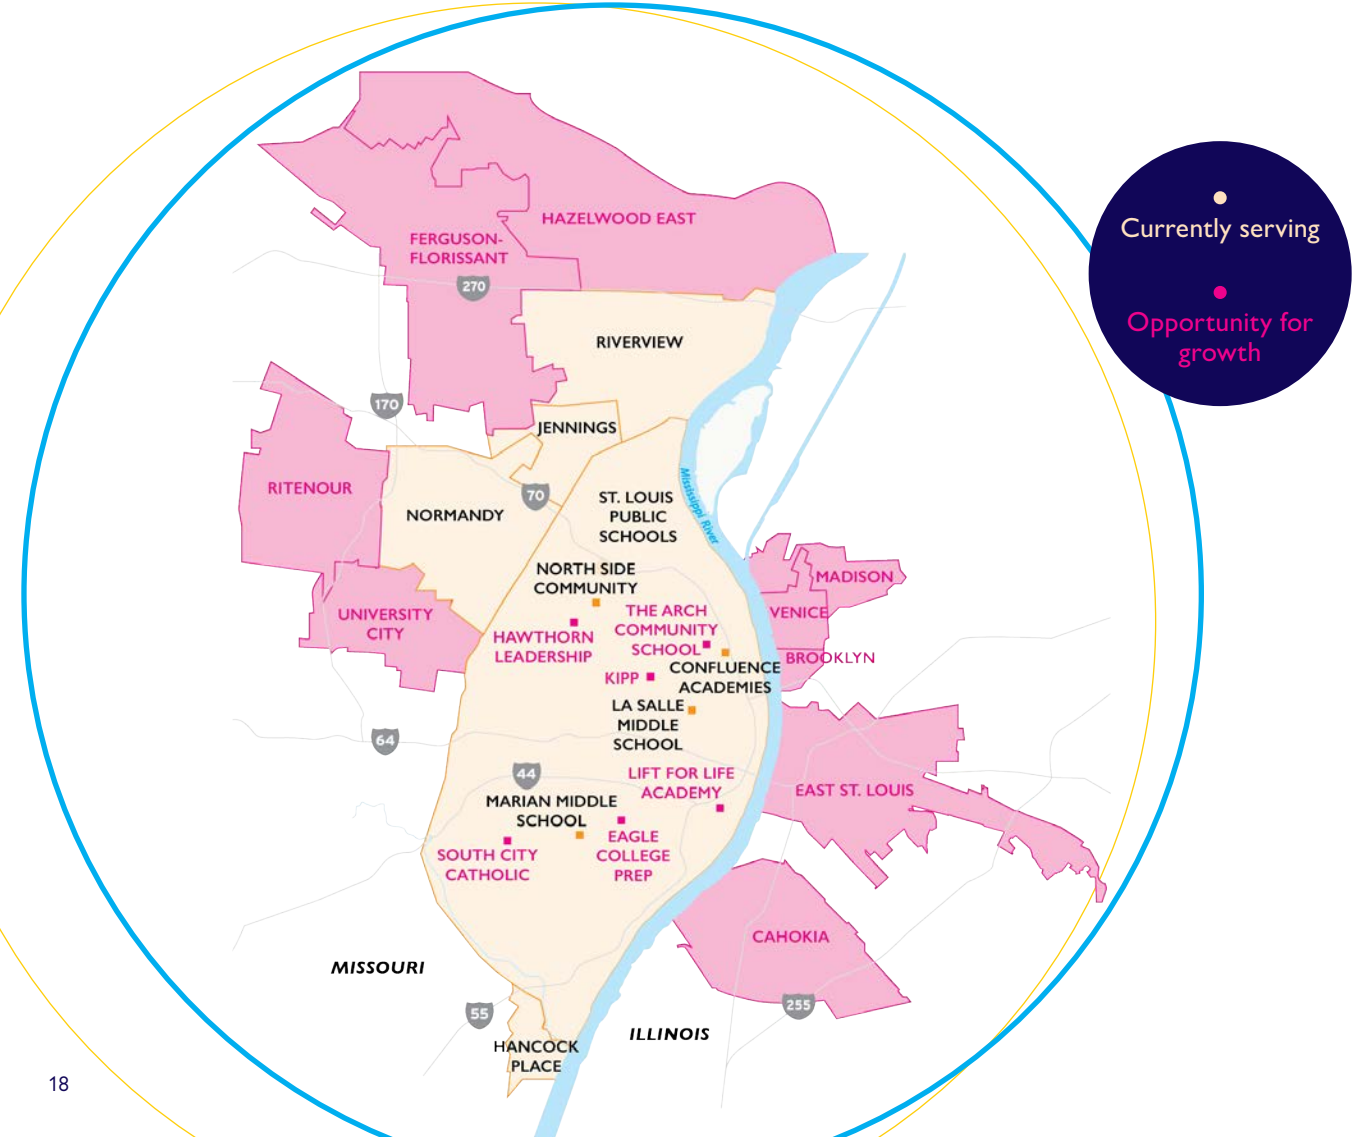 Currently serving
Opportunity for
growth
HAZELWOOD EAST
FERGUSON-
FLORISSANT
270
RIVERVIEW
170
JENNINGS
RITENOUR
70
NORMANDY
ST. LOUIS
PUBLIC
SCHOOLS
Mississippi River
NORTH SIDE
COMMUNITY
MADISON
UNIVERSITY
CITY
THE ARCH
COMMUNITY
SCHOOL
VENICE
HAWTHORN
LEADERSHIP
BROOKLYN
CONFLUENCE
ACADEMIES
KIPP
LA SALLE
MIDDLE
SCHOOL
64
44
LIFT FOR LIFE
ACADEMY
EAST ST. LOUIS
MARIAN MIDDLE
SCHOOL
EAGLE
COLLEGE
PREP
SOUTH CITY
CATHOLIC
CAHOKIA
MISSOURI
255
55
ILLINOIS
HANCOCK
PLACE
18